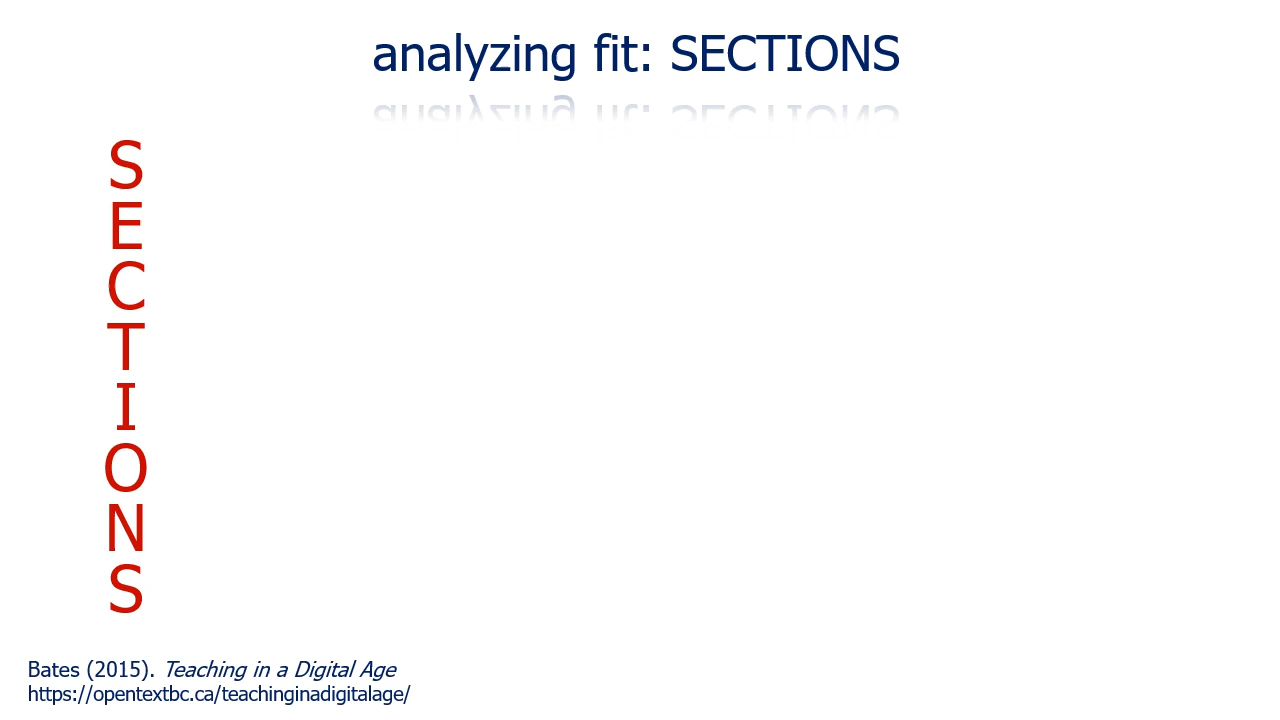 analyzing fit: SECTIONS
S
E
C
T
I
O
N
S
Bates (2015). Teaching in a Digital Age
https://opentextbc.ca/teachinginadigitalage/